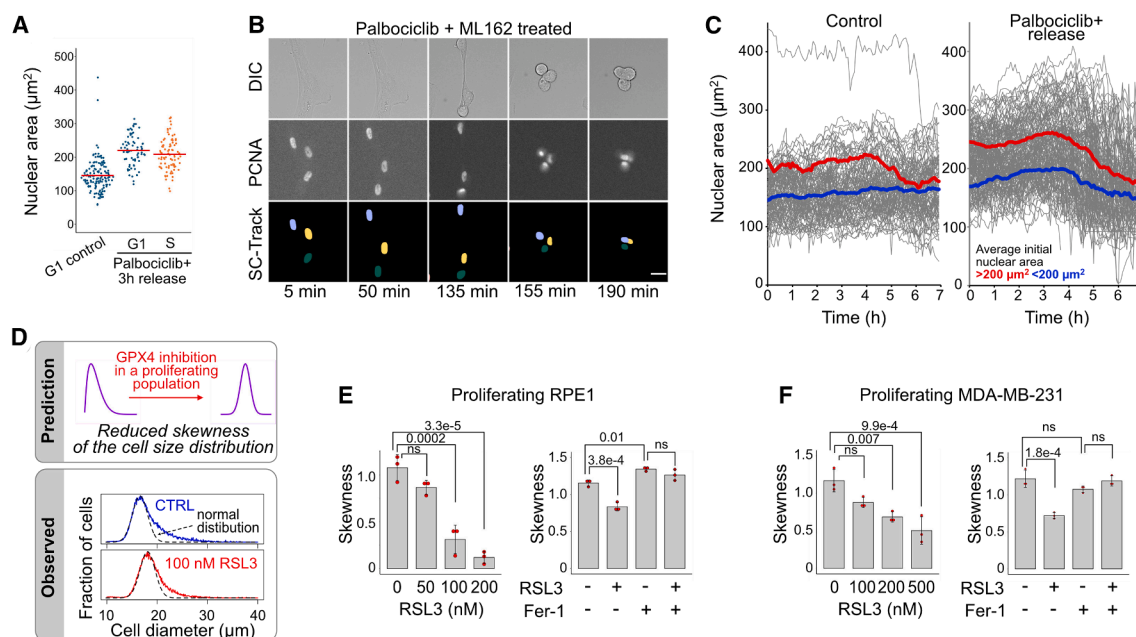 A
Nuclear area (µm²)
500
400
300
200
100
0
G1 control
G1
S
Palbociclib+
3h release
B
Palbociclib + ML162 treated
DIC
PCNA
SC-Track
5 min
50 min
135 min
155 min
190 min
C
Control
Palbociclib+
release
Nuclear area (µm²)
400
300
200
100
0
0 1 2 3 4 5 6 7
Time (h)
400
300
200
100
0
0 2 4 6
Time (h)
Average initial
nuclear area
>200 µm² <200 µm²
D
Prediction
GPX4 inhibition
in a proliferating
population
Reduced skewness
of the cell size distribution
Observed
Fraction of cells
CTRL
normal
distibution
100 nM RSL3
10 20 30 40
Cell diameter (µm)
E
Proliferating RPE1
3.3e-5
0.0002
ns
Skewness
1.0
0.5
0
0 50 100 200
RSL3 (nM)
0.01
ns
3.8e-4
Skewness
1.5
1.0
0.5
0
RSL3 - + - +
Fer-1 - - + +
F
Proliferating MDA-MB-231
9.9e-4
0.007
ns
Skewness
1.5
1.0
0.5
0
0 100 200 500
RSL3 (nM)
ns
ns
1.8e-4
Skewness
1.5
1.0
0.5
0
RSL3 - + - +
Fer-1 - - + +